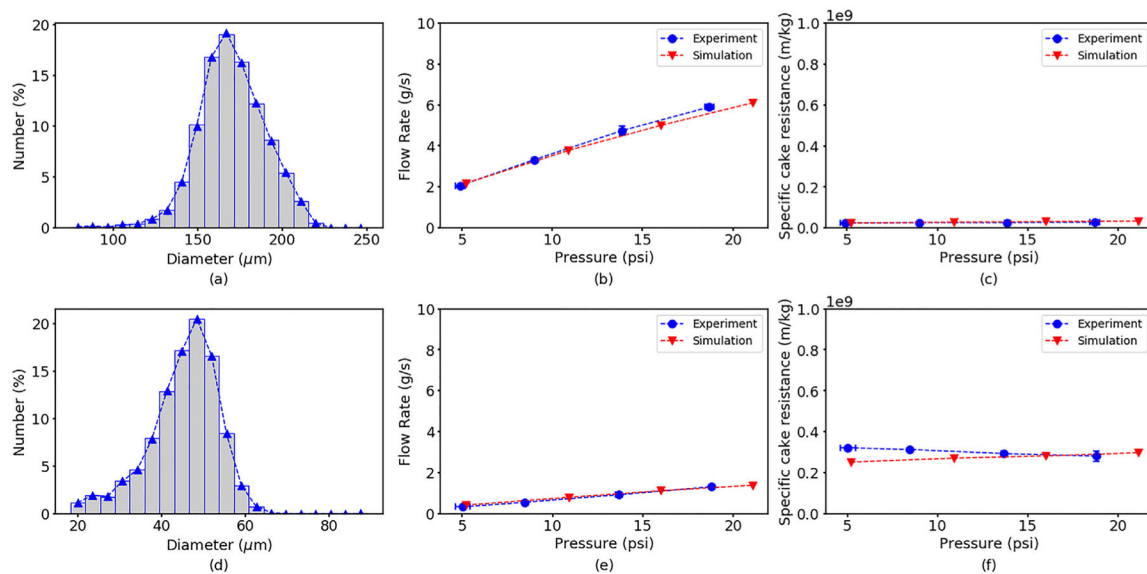 20
15
10
5
0
Number (%)
100
150
200
250
Diameter (μm)
(a)
10
8
6
4
2
0
Flow Rate (g/s)
Experiment
Simulation
5
10
15
20
Pressure (psi)
(b)
1e9
1.0
0.8
0.6
0.4
0.2
0.0
Specific cake resistance (m/kg)
Experiment
Simulation
5
10
15
20
Pressure (psi)
(c)
20
15
10
5
0
Number (%)
20
40
60
80
Diameter (μm)
(d)
10
8
6
4
2
0
Flow Rate (g/s)
Experiment
Simulation
5
10
15
20
Pressure (psi)
(e)
1e9
1.0
0.8
0.6
0.4
0.2
0.0
Specific cake resistance (m/kg)
Experiment
Simulation
5
10
15
20
Pressure (psi)
(f)